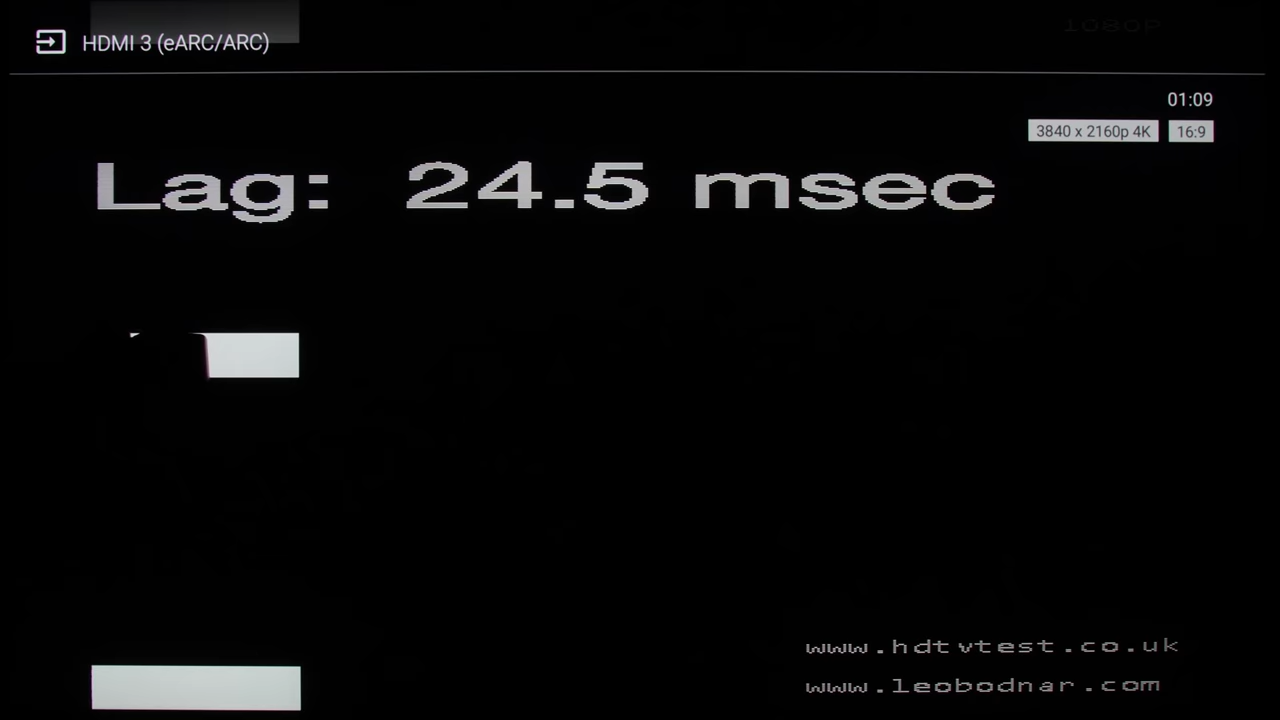 1080P
HDMI 3 (eARC/ARC)
01:09
3840 x 2160p 4K 16:9
Lag: 24.5 msec
www.hdtvtest.co.uk
www.leobodnar.com